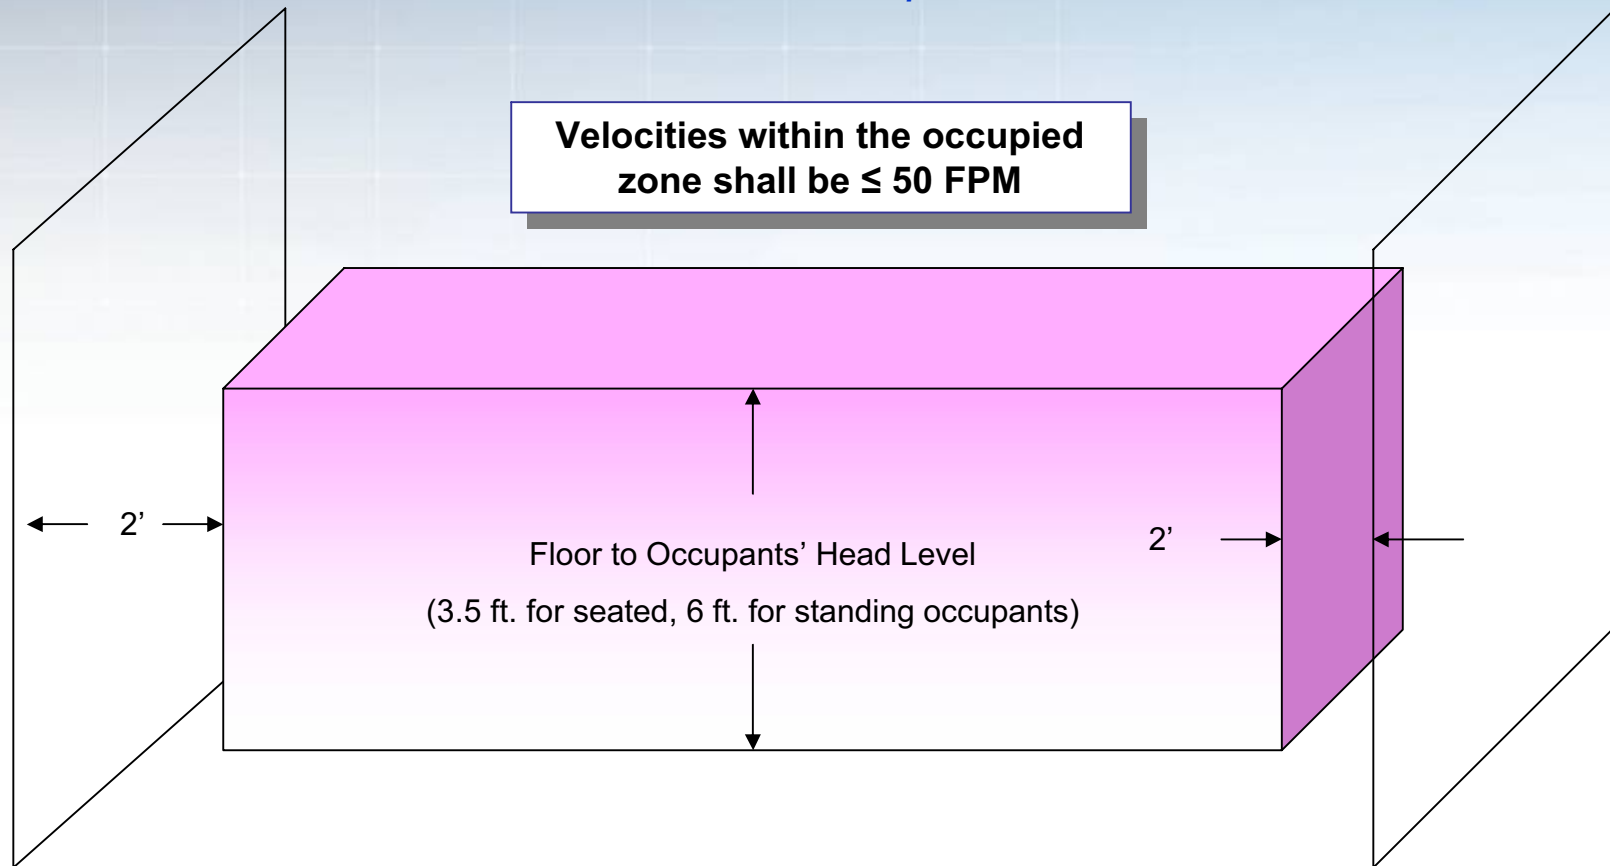 Velocities within the occupied
zone shall be ≤ 50 FPM
2’
2’
Floor to Occupants’ Head Level
(3.5 ft. for seated, 6 ft. for standing occupants)